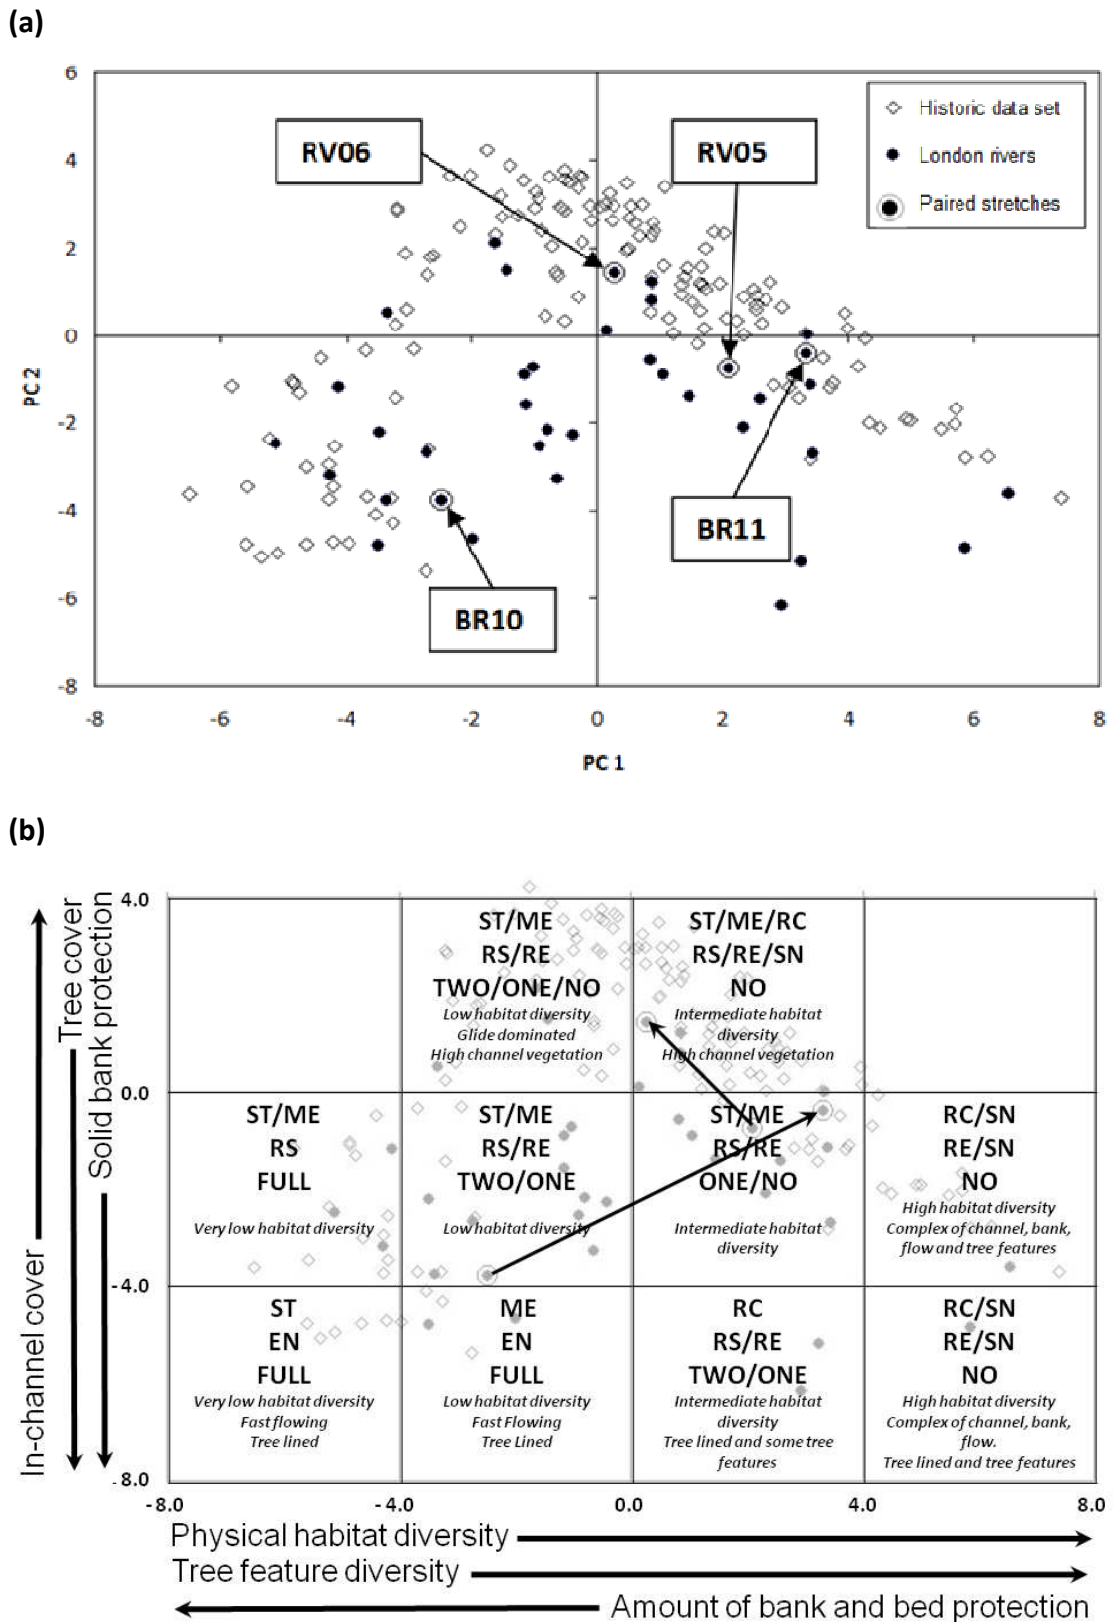 (a)
6
4
2
0
-2
-4
-6
-8
PC 2
-8
-6
-4
-2
0
2
4
6
8
PC 1
RV06
RV05
BR11
BR10
Historic data set
London rivers
Paired stretches
(b)
In-channel cover
Tree cover
Solid bank protection
4.0
0.0
-4.0
-8.0
ST/ME
RS/RE
TWO/ONE/NO
Low habitat diversity
Glide dominated
High channel vegetation
ST/ME/RC
RS/RE/SN
NO
Intermediate habitat
diversity
High channel vegetation
ST/ME
RS
FULL
Very low habitat diversity
ST/ME
RS/RE
TWO/ONE
Low habitat diversity
ST/ME
RS/RE
ONE/NO
Intermediate habitat
diversity
RC/SN
RE/SN
NO
High habitat diversity
Complex of channel, bank,
flow and tree features
ST
EN
FULL
Very low habitat diversity
Fast flowing
Tree lined
ME
EN
FULL
Low habitat diversity
Fast Flowing
Tree Lined
RC
RS/RE
TWO/ONE
Intermediate habitat
diversity
Tree lined and some tree
features
RC/SN
RE/SN
NO
High habitat diversity
Complex of channel, bank,
flow.
Tree lined and tree features
-8.0
-4.0
0.0
4.0
8.0
Physical habitat diversity
Tree feature diversity
Amount of bank and bed protection